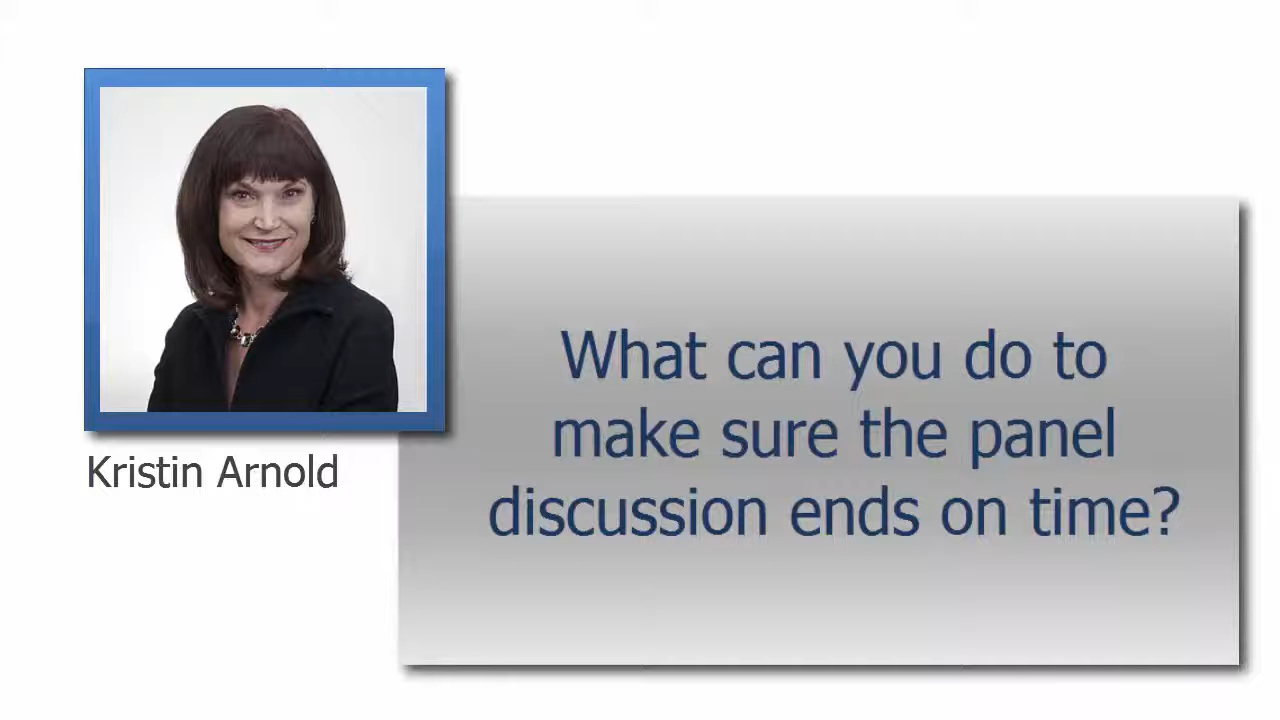 Kristin Arnold
What can you do to
make sure the panel
discussion ends on time?